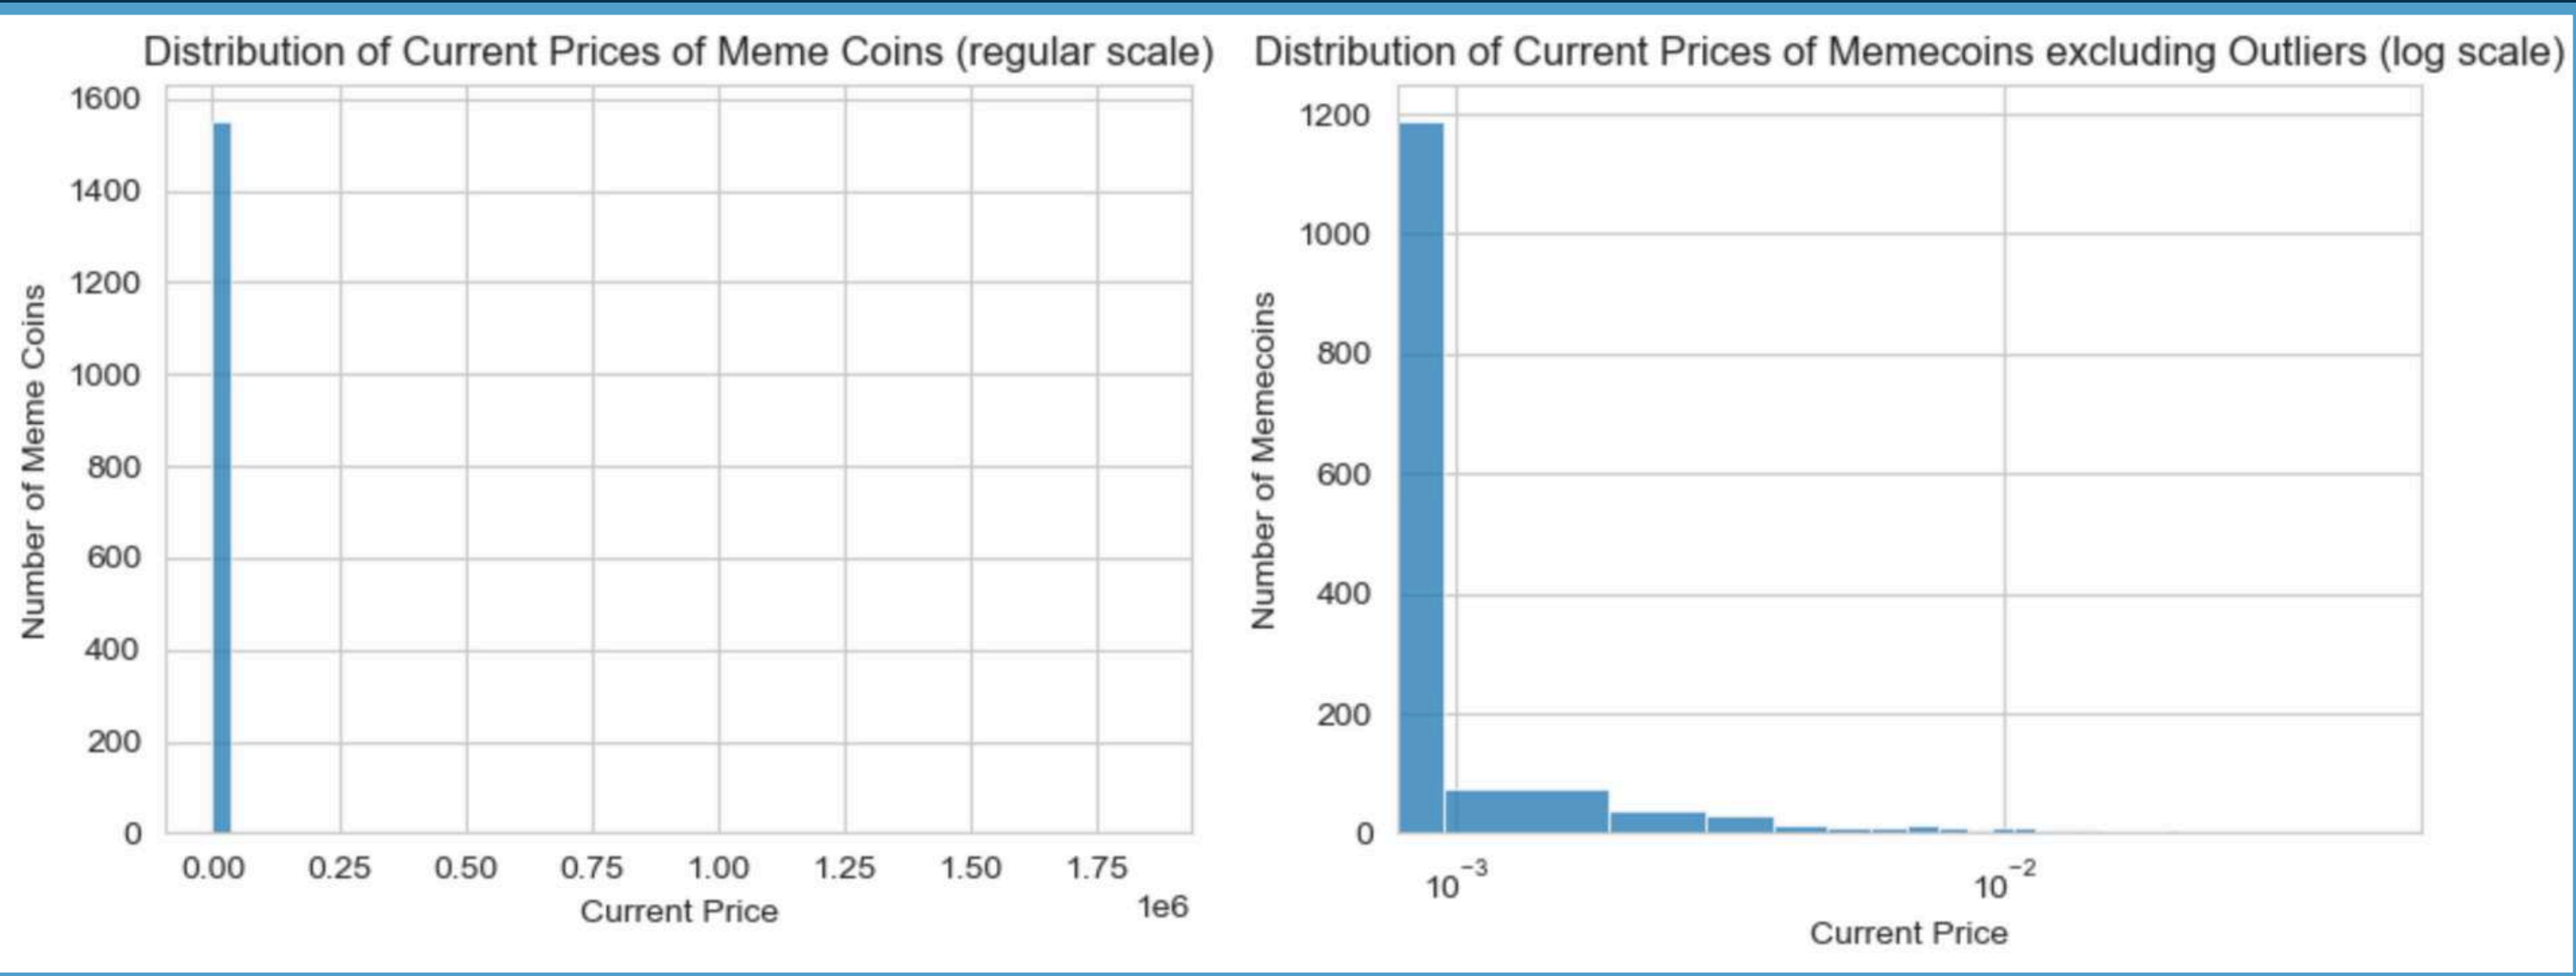 Distribution of Current Prices of Meme Coins (regular scale)
1600
1400
1200
1000
800
600
400
200
0
Number of Meme Coins
0.00 0.25 0.50 0.75 1.00 1.25 1.50 1.75
1e6
Current Price
Distribution of Current Prices of Memecoins excluding Outliers (log scale)
1200
1000
800
600
400
200
0
Number of Memecoins
10⁻³ 10⁻²
Current Price